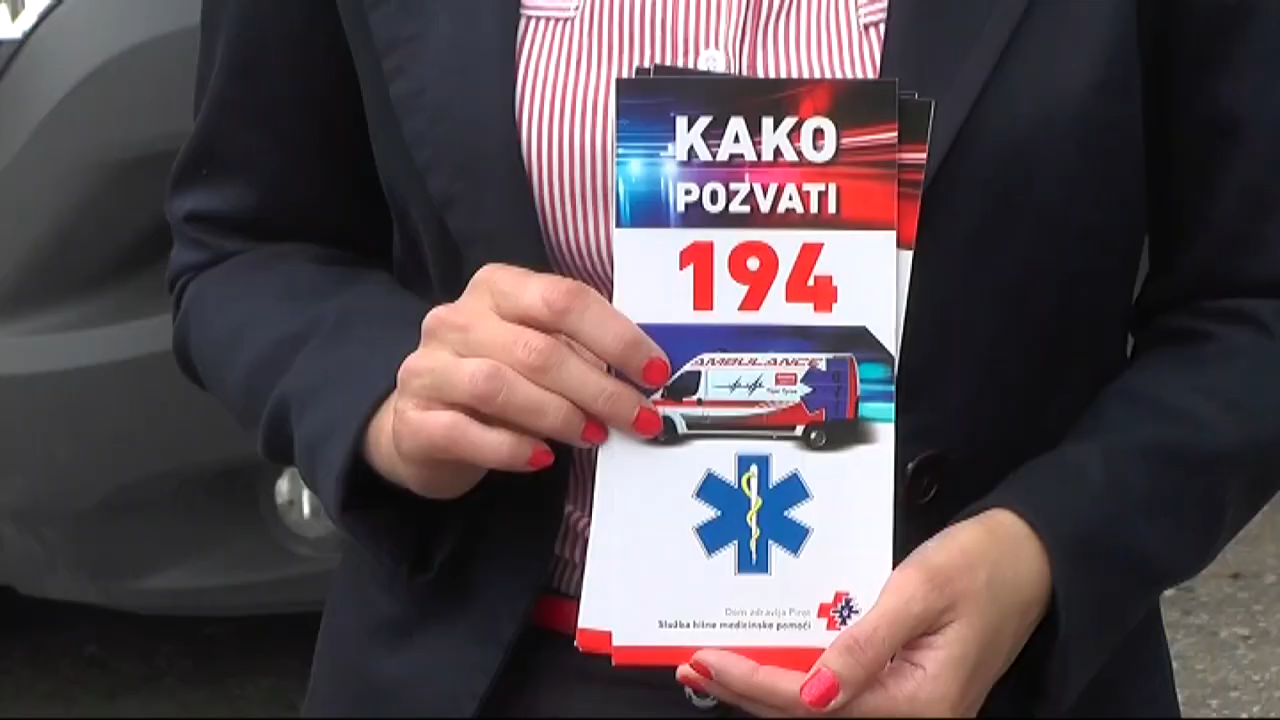 KAKO
POZVATI
194
AMBULANCE
Dom zdravlja Pirot
Služba hitne medicinske pomoći